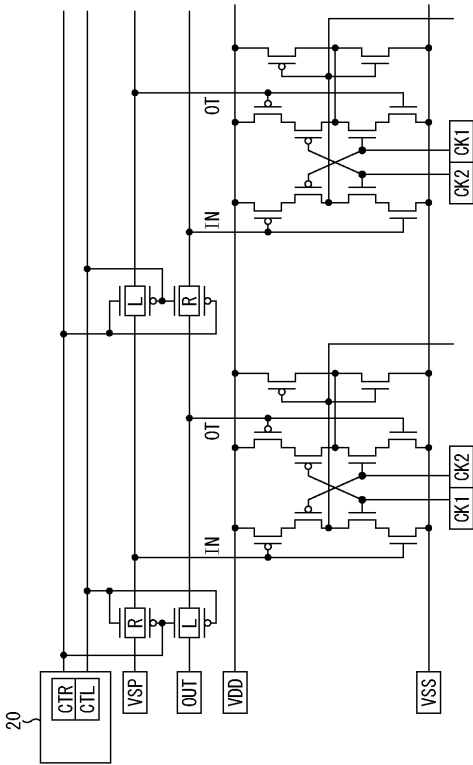 20
CTR
CTL
VSP
OUT
VDD
VSS
R
L
IN
OT
CK1
CK2
L
R
IN
OT
CK2
CK1